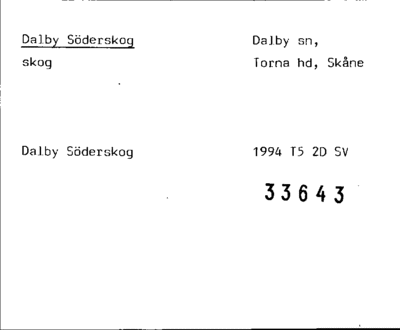 Dalby Söderskog
Dalby sn,
skog
Torna hd, Skåne
Dalby Söderskog
1994 T5 2D SV
33643